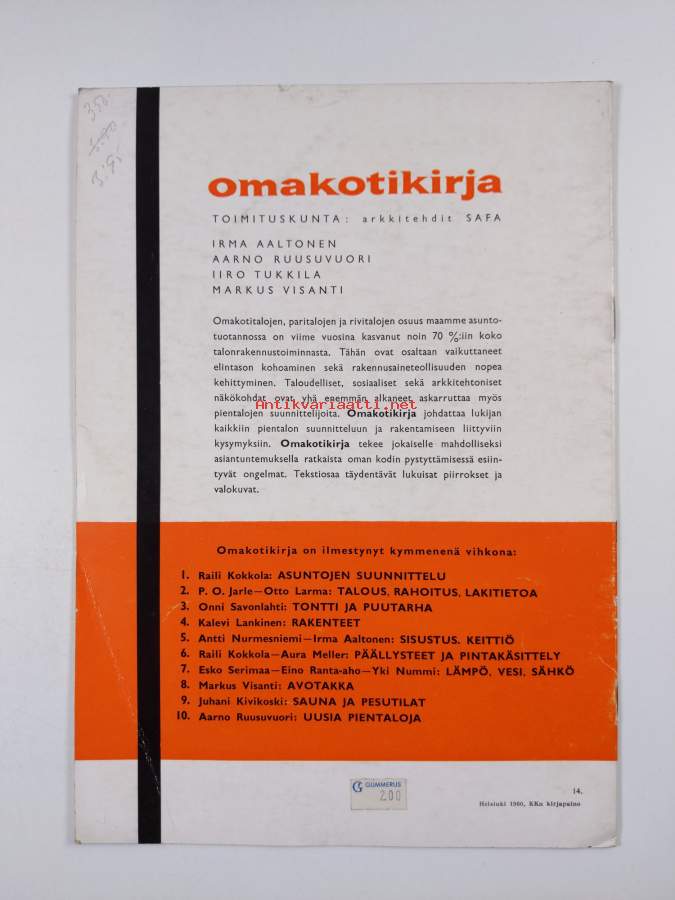 350.
5.80
3:95
omakotikirja
TOIMITUSKUNTA: arkkitehdit SAFA
IRMA AALTONEN
AARNO RUUSUVUORI
IIRO TUKKILA
MARKUS VISANTI
Omakotitalojen, paritalojen ja rivitalojen osuus maamme asunto-
tuotannossa on viime vuosina kasvanut noin 70 %:iin koko
talonrakennustoiminnasta. Tähän ovat osaltaan vaikuttaneet
elintason kohoaminen sekä rakennusaineteollisuuden nopea
kehittyminen. Taloudelliset, sosiaaliset sekä arkkitehtoniset
näkökohdat ovat yhä enemmän alkaneet askarruttaa myös
Antikvariaatti.net
pientalojen suunnittelijoita. Omakotikirja johdattaa lukijan
kaikkiin pientalon suunnitteluun ja rakentamiseen liittyviin
kysymyksiin. Omakotikirja tekee jokaiselle mahdolliseksi
asiantuntemuksella ratkaista oman kodin pystyttämisessä esiin-
tyvät ongelmat. Tekstiosaa täydentävät lukuisat piirrokset ja
valokuvat.
Omakotikirja on ilmestynyt kymmenenä vihkona:
1. Raili Kokkola: ASUNTOJEN SUUNNITTELU
2. P. O. Jarle—Otto Larma: TALOUS, RAHOITUS, LAKITIETOA
3. Onni Savonlahti: TONTTI JA PUUTARHA
4. Kalevi Lankinen: RAKENTEET
5. Antti Nurmesniemi—Irma Aaltonen: SISUSTUS. KEITTIÖ
6. Raili Kokkola—Aura Meller: PÄÄLLYSTEET JA PINTAKÄSITTELY
7. Esko Serimaa—Eino Ranta-aho—Yki Nummi: LÄMPÖ, VESI, SÄHKÖ
8. Markus Visanti: AVOTAKKA
9. Juhani Kivikoski: SAUNA JA PESUTILAT
10. Aarno Ruusuvuori: UUSIA PIENTALOJA
GUMMERUS
200
14.
Helsinki 1960, KKn kirjapaino